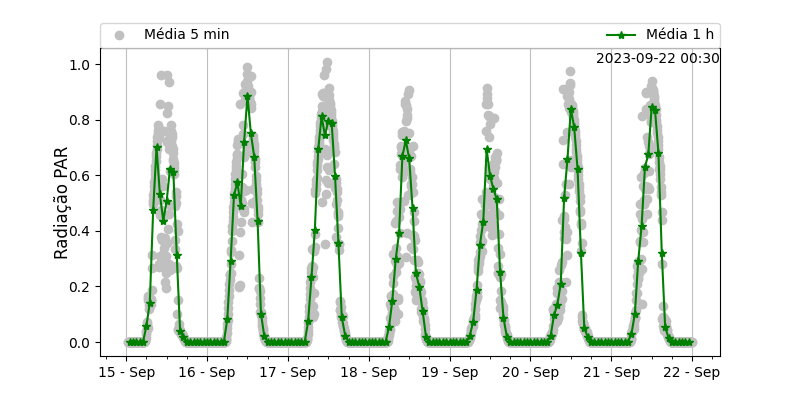 Média 5 min
Média 1 h
2023-09-22 00:30
Radiação PAR
1.0
0.8
0.6
0.4
0.2
0.0
15 - Sep
16 - Sep
17 - Sep
18 - Sep
19 - Sep
20 - Sep
21 - Sep
22 - Sep